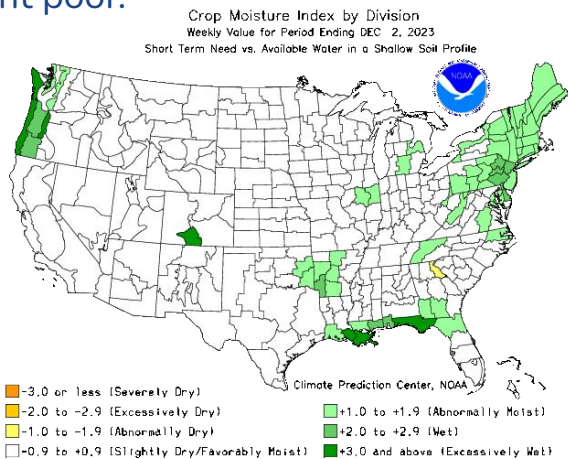 nt poor.
Crop Moisture Index by Division
Weekly Value for Period Ending DEC 2, 2023
Short Term Need vs. Available Water in a Shallow Soil Profile
NOAA
Climate Prediction Center, NOAA
-3.0 or less (Severely Dry)
-2.0 to -2.9 (Excessively Dry)
-1.0 to -1.9 (Abnormally Dry)
-0.9 to +0.9 (Slightly Dry/Favorably Moist)
+1.0 to +1.9 (Abnormally Moist)
+2.0 to +2.9 (Wet)
+3.0 and above (Excessively Wet)